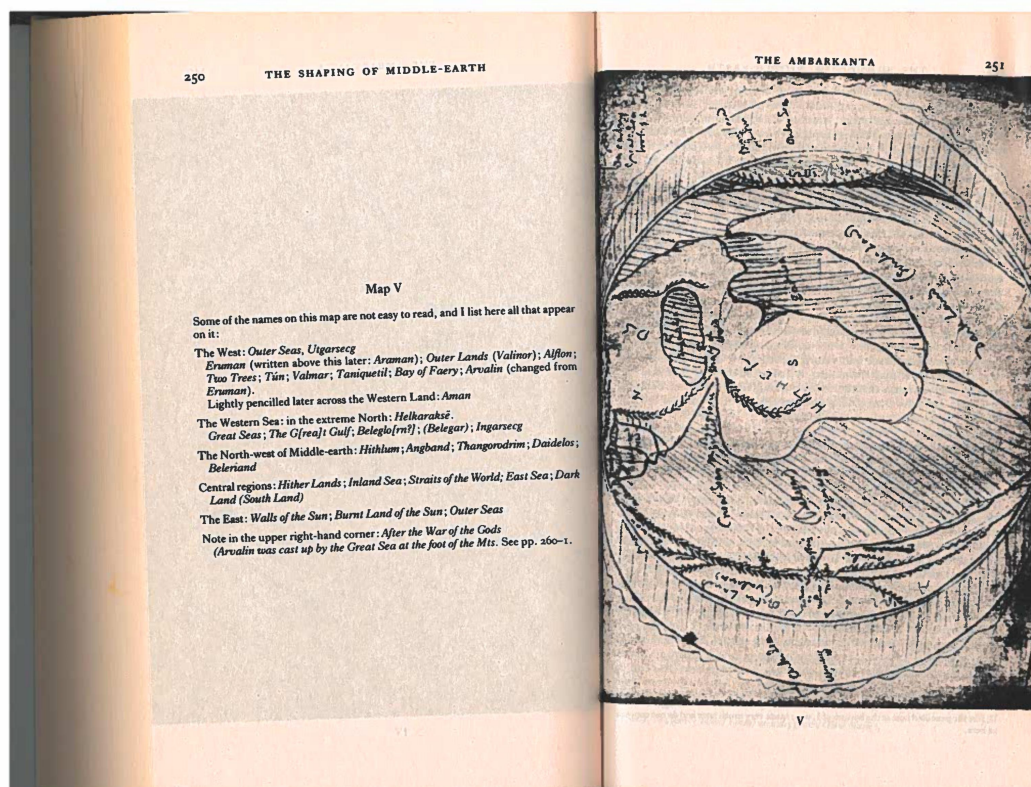 250
THE SHAPING OF MIDDLE-EARTH
Map V
Some of the names on this map are not easy to read, and I list here all that appear
on it:
The West: Outer Seas, Utgarsecg
Eruman (written above this later: Araman); Outer Lands (Valinor); Alflon;
Two Trees; Tún; Valmar; Taniquetil; Bay of Faery; Arvalin (changed from
Eruman).
Lightly pencilled later across the Western Land: Aman
The Western Sea: in the extreme North: Helkaraksë.
Great Seas; The G[rea]t Gulf; Beleglo[rn?]; (Belegar); Ingarsecg
The North-west of Middle-earth: Hithlum; Angband; Thangorodrim; Daidelos;
Beleriand
Central regions: Hither Lands; Inland Sea; Straits of the World; East Sea; Dark
Land (South Land)
The East: Walls of the Sun; Burnt Land of the Sun; Outer Seas
Note in the upper right-hand corner: After the War of the Gods
(Arvalin was cast up by the Great Sea at the foot of the Mts. See pp. 260-1.
THE AMBARKANTA
251
Outer Seas
Dark Land
(South Land)
V